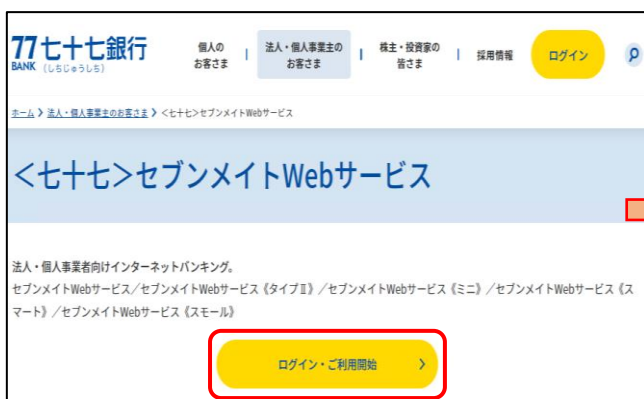 77 七十七銀行
BANK（しちじゅうしち）
個人の
お客さま
法人・個人事業主の
お客さま
株主・投資家の
皆さま
採用情報
ログイン
ホーム 〉 法人・個人事業主のお客さま 〉 <七十七>セブンメイトWebサービス
<七十七>セブンメイトWebサービス
法人・個人事業者向けインターネットバンキング。
セブンメイトWebサービス／セブンメイトWebサービス《タイプⅡ》／セブンメイトWebサービス《ミニ》／セブンメイトWebサービス《ス
マート》／セブンメイトWebサービス《スモール》
ログイン・ご利用開始 〉